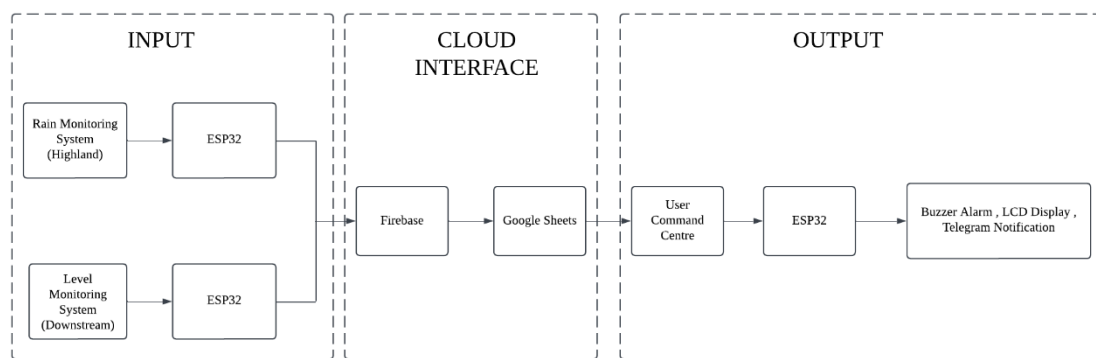 INPUT
Rain Monitoring
System
(Highland)
ESP32
Level
Monitoring
System
(Downstream)
ESP32
CLOUD
INTERFACE
Firebase
Google Sheets
OUTPUT
User
Command
Centre
ESP32
Buzzer Alarm , LCD Display ,
Telegram Notification